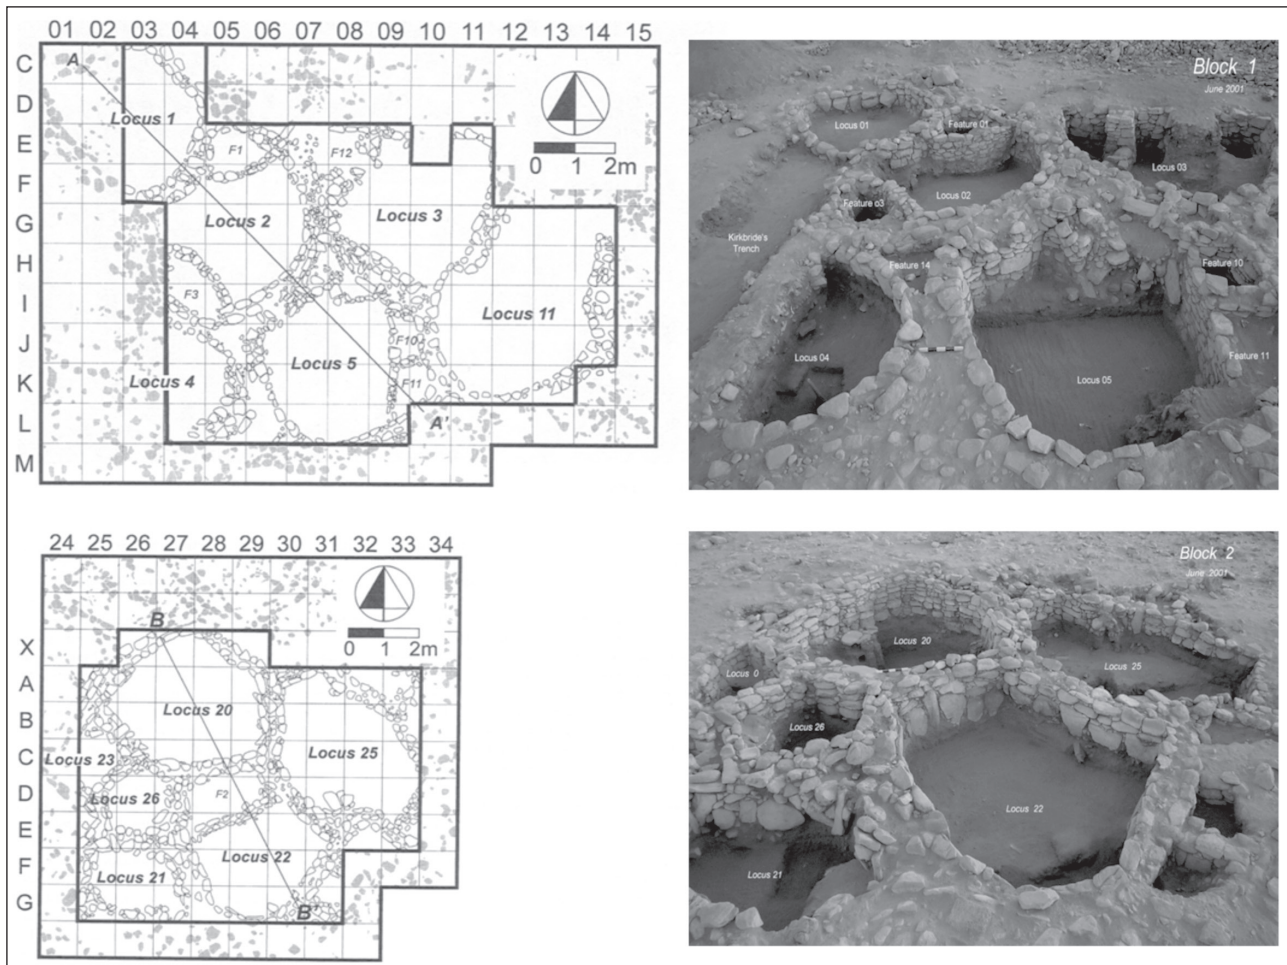 01 02 03 04 05 06 07 08 09 10 11 12 13 14 15
C
D
E
F
G
H
I
J
K
L
M
A
Locus 1
F1
F12
0 1 2m
Locus 2
Locus 3
F3
Locus 11
Locus 5
F10
Locus 4
F11
A'
Block 1
June 2001
Locus 01
Feature 01
Locus 03
Locus 02
Feature o3
Kirkbride's
Trench
Feature 14
Feature 10
Locus 04
Locus 05
Feature 11
24 25 26 27 28 29 30 31 32 33 34
X
A
B
C
D
E
F
G
B
0 1 2m
Locus 20
Locus 23
Locus 25
Locus 26
F2
Locus 22
Locus 21
B'
Block 2
June 2001
Locus 20
Locus 0
Locus 25
Locus 26
Locus 22
Locus 21